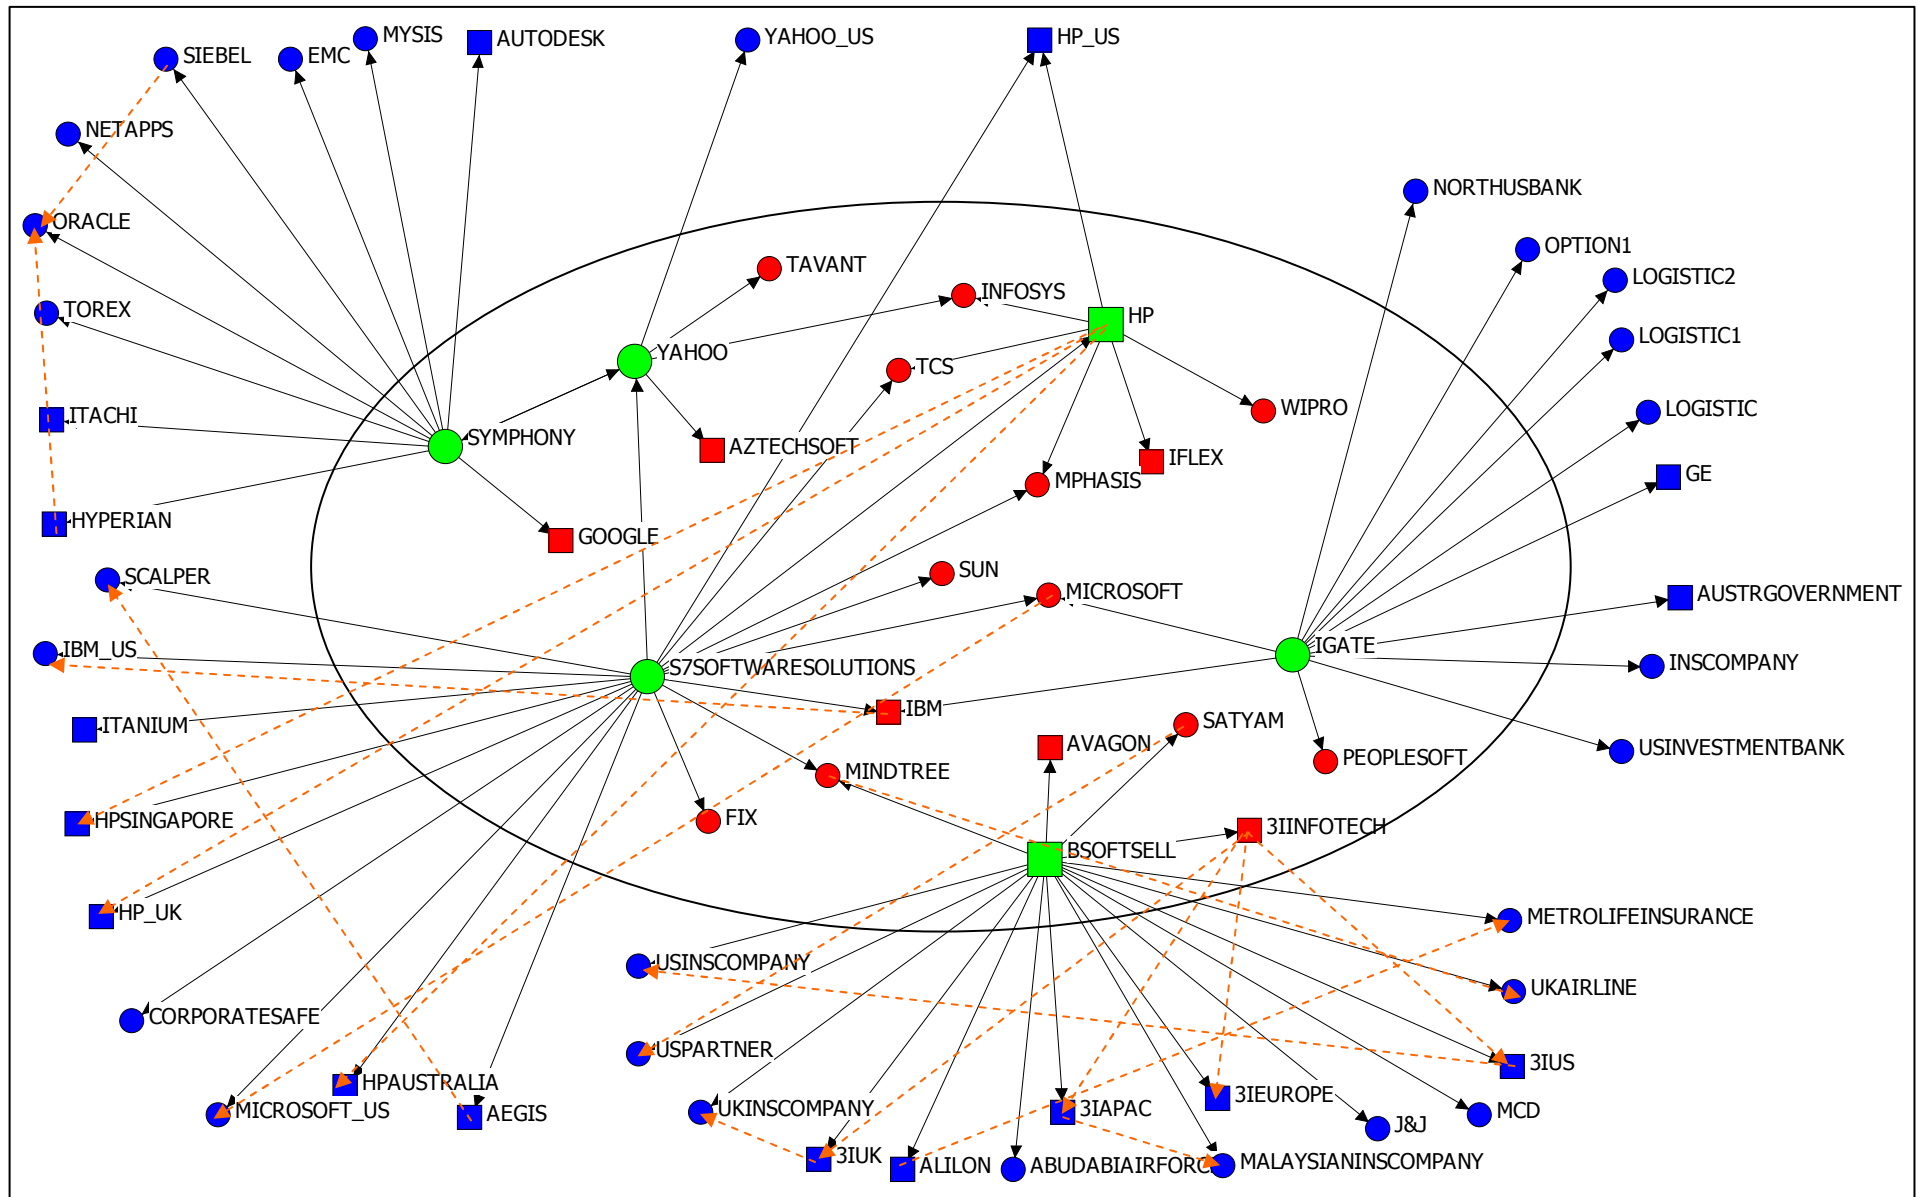 MYSIS
AUTODESK
YAHOO_US
HP_US
SIEBEL
EMC
NETAPPS
NORTHUSBANK
ORACLE
OPTION1
TAVANT
LOGISTIC2
INFOSYS
TOREX
HP
LOGISTIC1
YAHOO
TCS
WIPRO
LOGISTIC
ITACHI
SYMPHONY
AZTECHSOFT
IFLEX
GE
MPHASIS
HYPERIAN
GOOGLE
SCALPER
SUN
MICROSOFT
AUSTRGOVERNMENT
IBM_US
S7SOFTWARESOLUTIONS
IGATE
INSCOMPANY
IBM
SATYAM
ITANIUM
AVAGON
PEOPLESOFT
USINVESTMENTBANK
MINDTREE
HPSINGAPORE
FIX
3IINFOTECH
BSOFTSELL
HP_UK
METROLIFEINSURANCE
USINSCOMPANY
UKAIRLINE
CORPORATESAFE
USPARTNER
3IUS
HPAUSTRALIA
MICROSOFT_US
AEGIS
UKINSCOMPANY
3IAPAC
3IEUROPE
MCD
J&J
3IUK
ALILON
ABUDABIAIRFORC
MALAYSIANINSCOMPANY